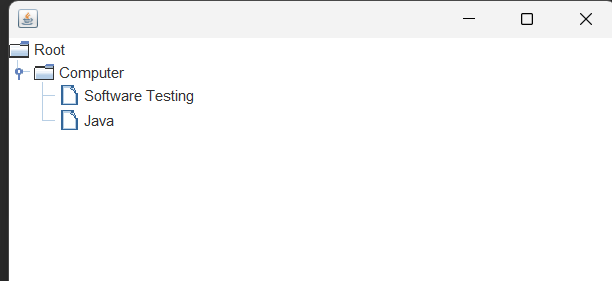 Root
Computer
Software Testing
Java